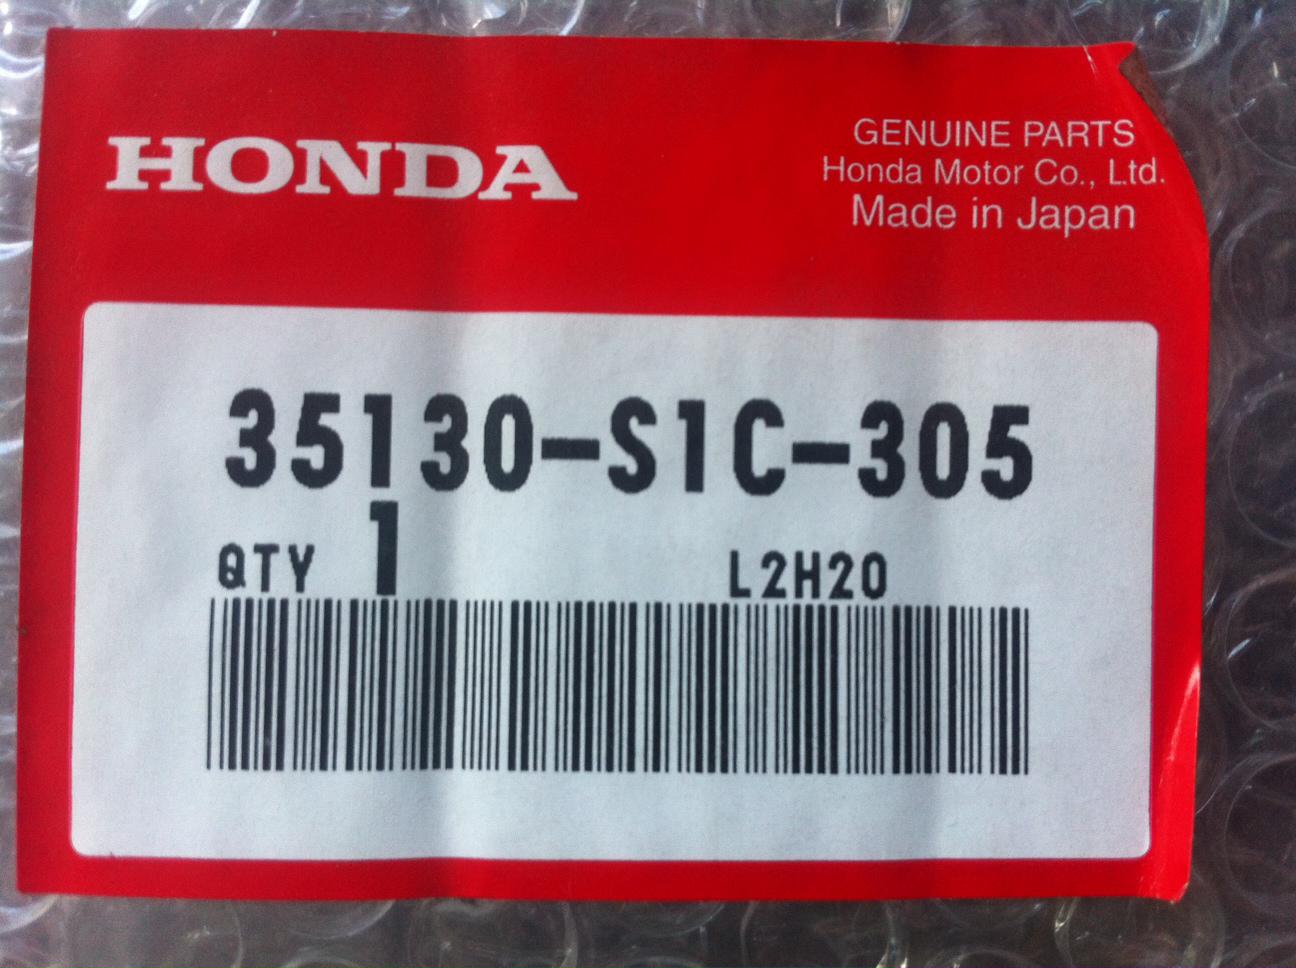 HONDA
GENUINE PARTS
Honda Motor Co., Ltd.
Made in Japan
35130-S1C-305
QTY 1 L2H20